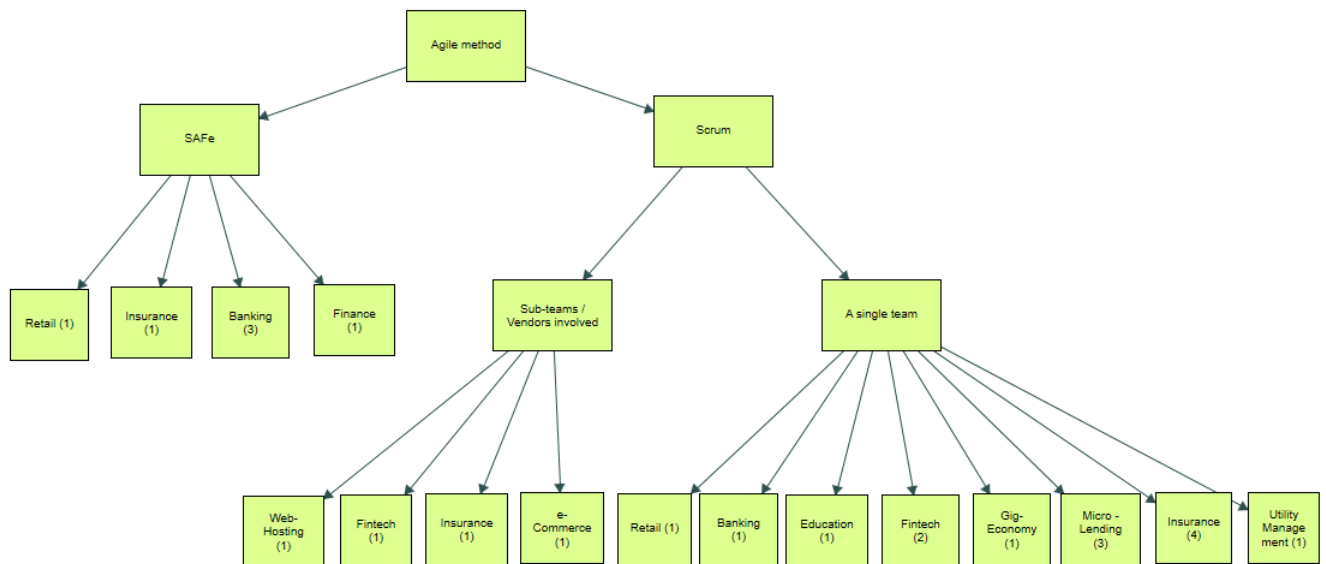 Agile method
SAFe
Scrum
Retail (1)
Insurance
(1)
Banking
(3)
Finance
(1)
Sub-teams /
Vendors involved
A single team
Web-
Hosting
(1)
Fintech
(1)
Insurance
(1)
e-
Commerce
(1)
Retail (1)
Banking
(1)
Education
(1)
Fintech
(2)
Gig-
Economy
(1)
Micro -
Lending
(3)
Insurance
(4)
Utility
Manage
ment (1)